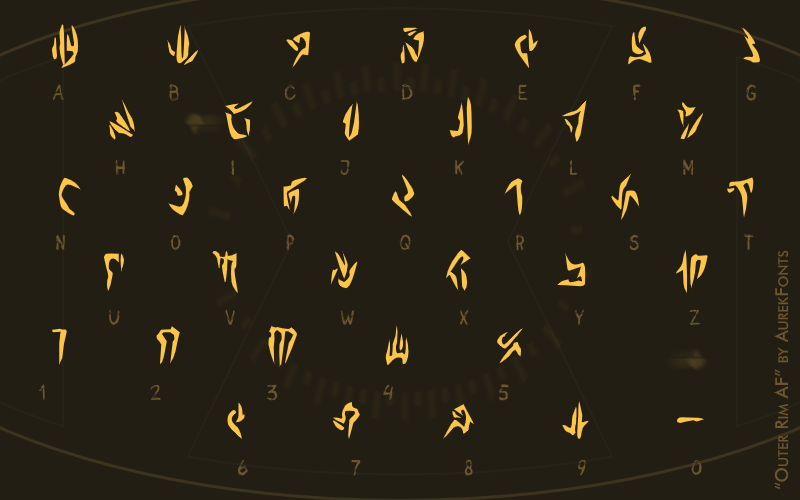 A B C D E F G
H I J K L M
N O P Q R S T
U V W X Y Z
1 2 3 4 5
6 7 8 9 0
"Outer Rim AF" by AurekFonts